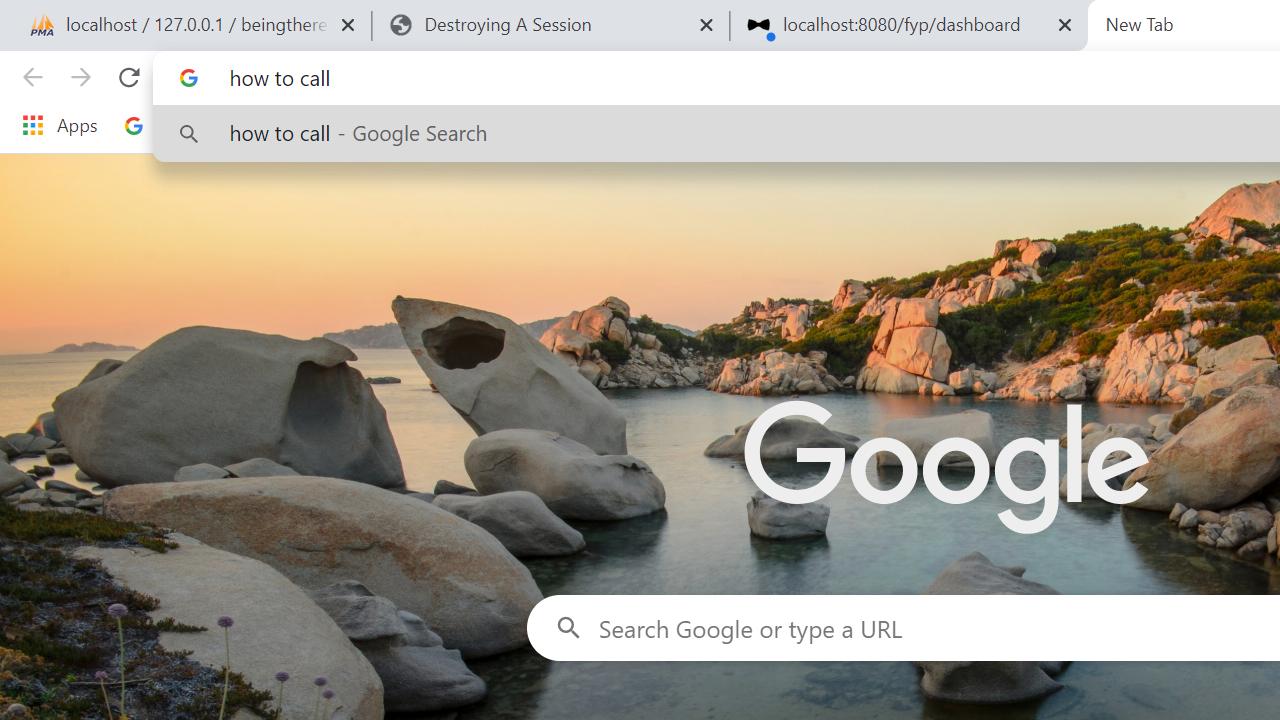 localhost / 127.0.0.1 / beingthere
Destroying A Session
localhost:8080/fyp/dashboard
New Tab
how to call
Apps
how to call - Google Search
Google
Search Google or type a URL